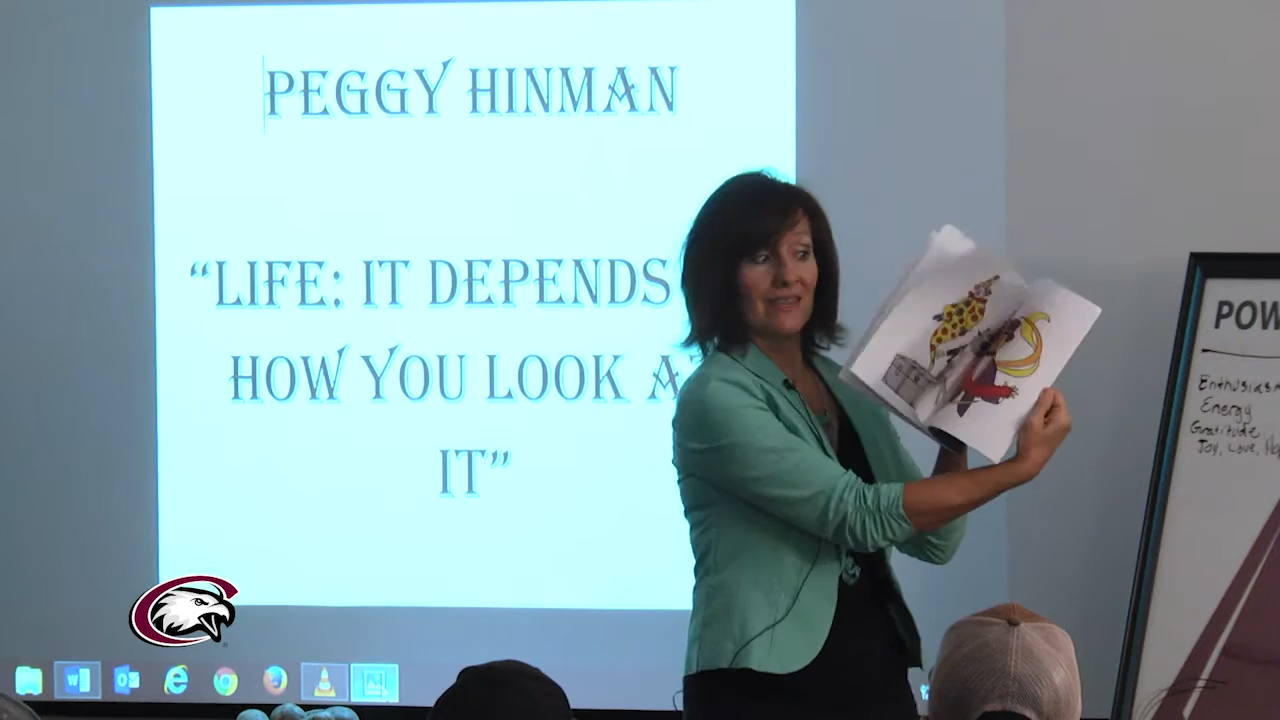 PEGGY HINMAN
“LIFE: IT DEPENDS
HOW YOU LOOK
IT”
POW
Enthusiasm
Energy
Gratitude
Joy, Love,